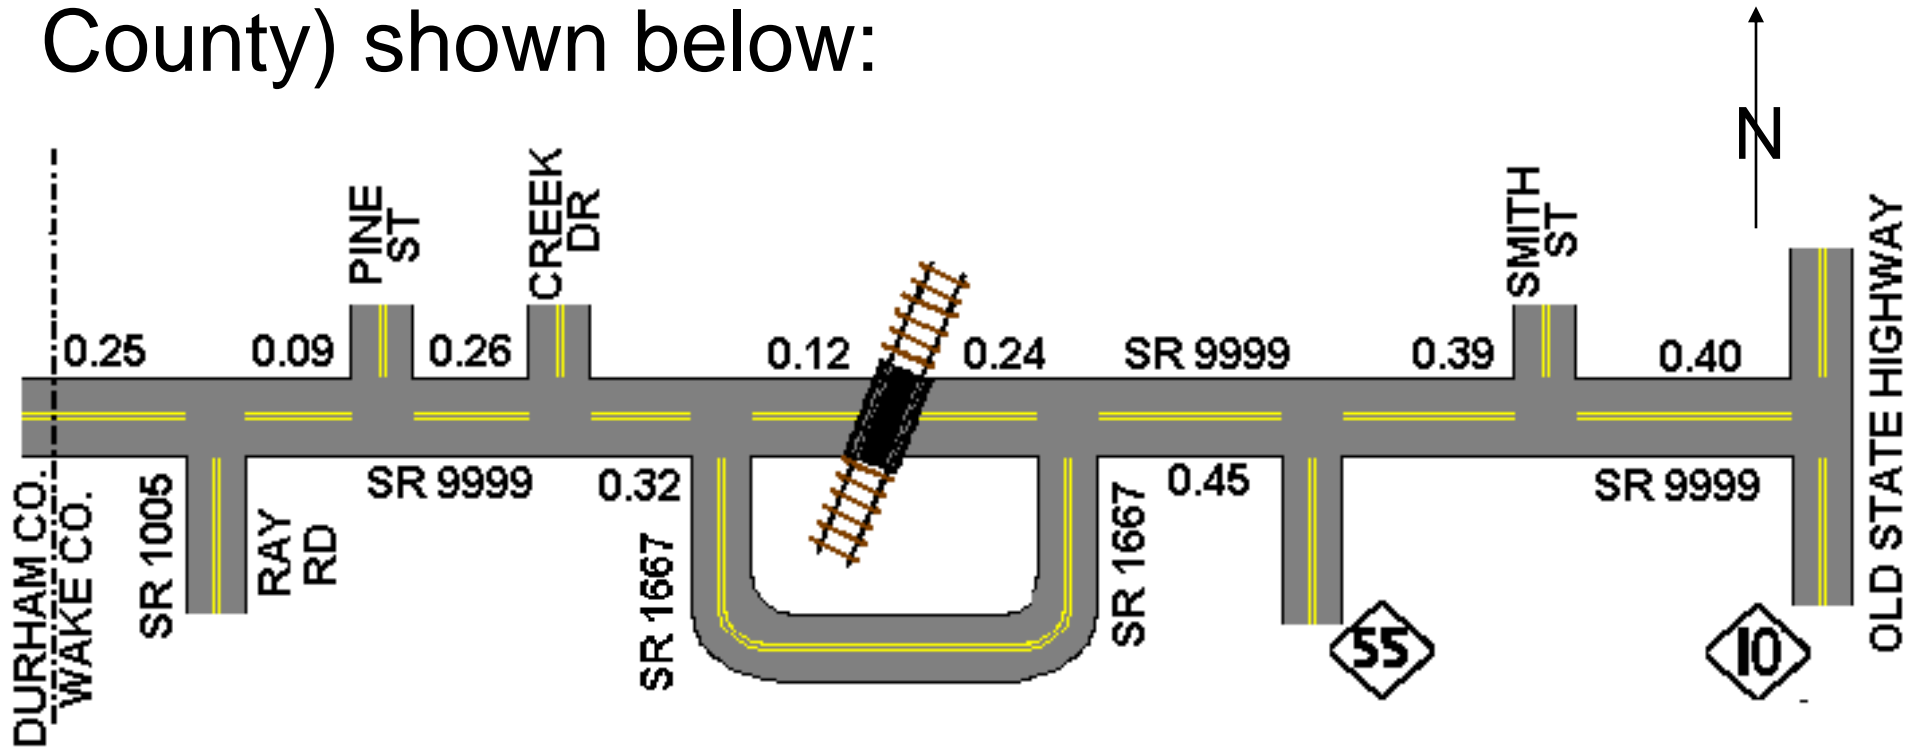 County) shown below:
N
PINE
ST
CREEK
DR
SMITH
ST
OLD STATE HIGHWAY
0.25
0.09
0.26
0.12
0.24
SR 9999
0.39
0.40
SR 9999
0.32
0.45
SR 9999
DURHAM CO.
WAKE CO.
SR 1005
RAY
RD
SR 1667
SR 1667
55
10